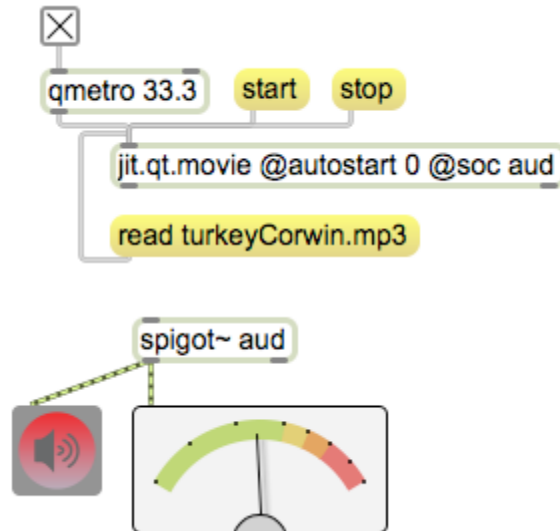 qmetro 33.3
start
stop
jit.qt.movie @autostart 0 @soc aud
read turkeyCorwin.mp3
spigot~ aud